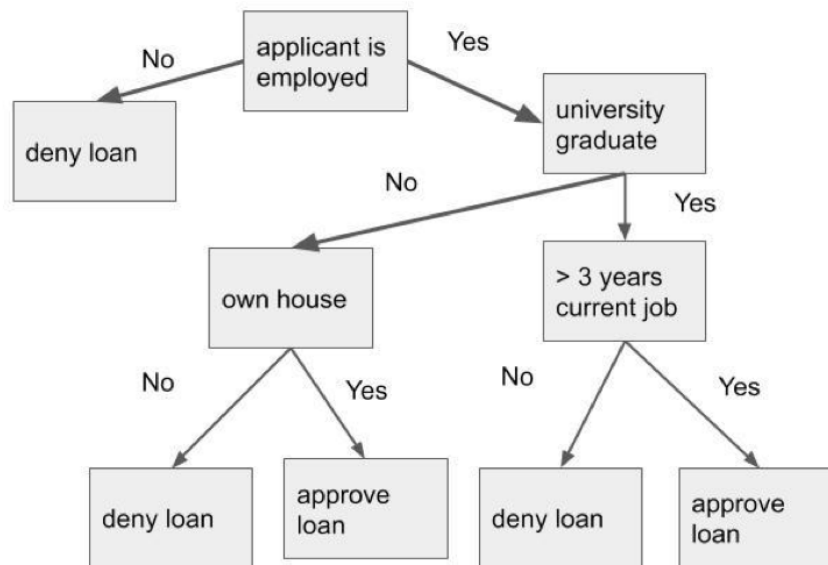 applicant is
employed
No
Yes
deny loan
university
graduate
No
Yes
own house
> 3 years
current job
No
Yes
No
Yes
deny loan
approve
loan
deny loan
approve
loan